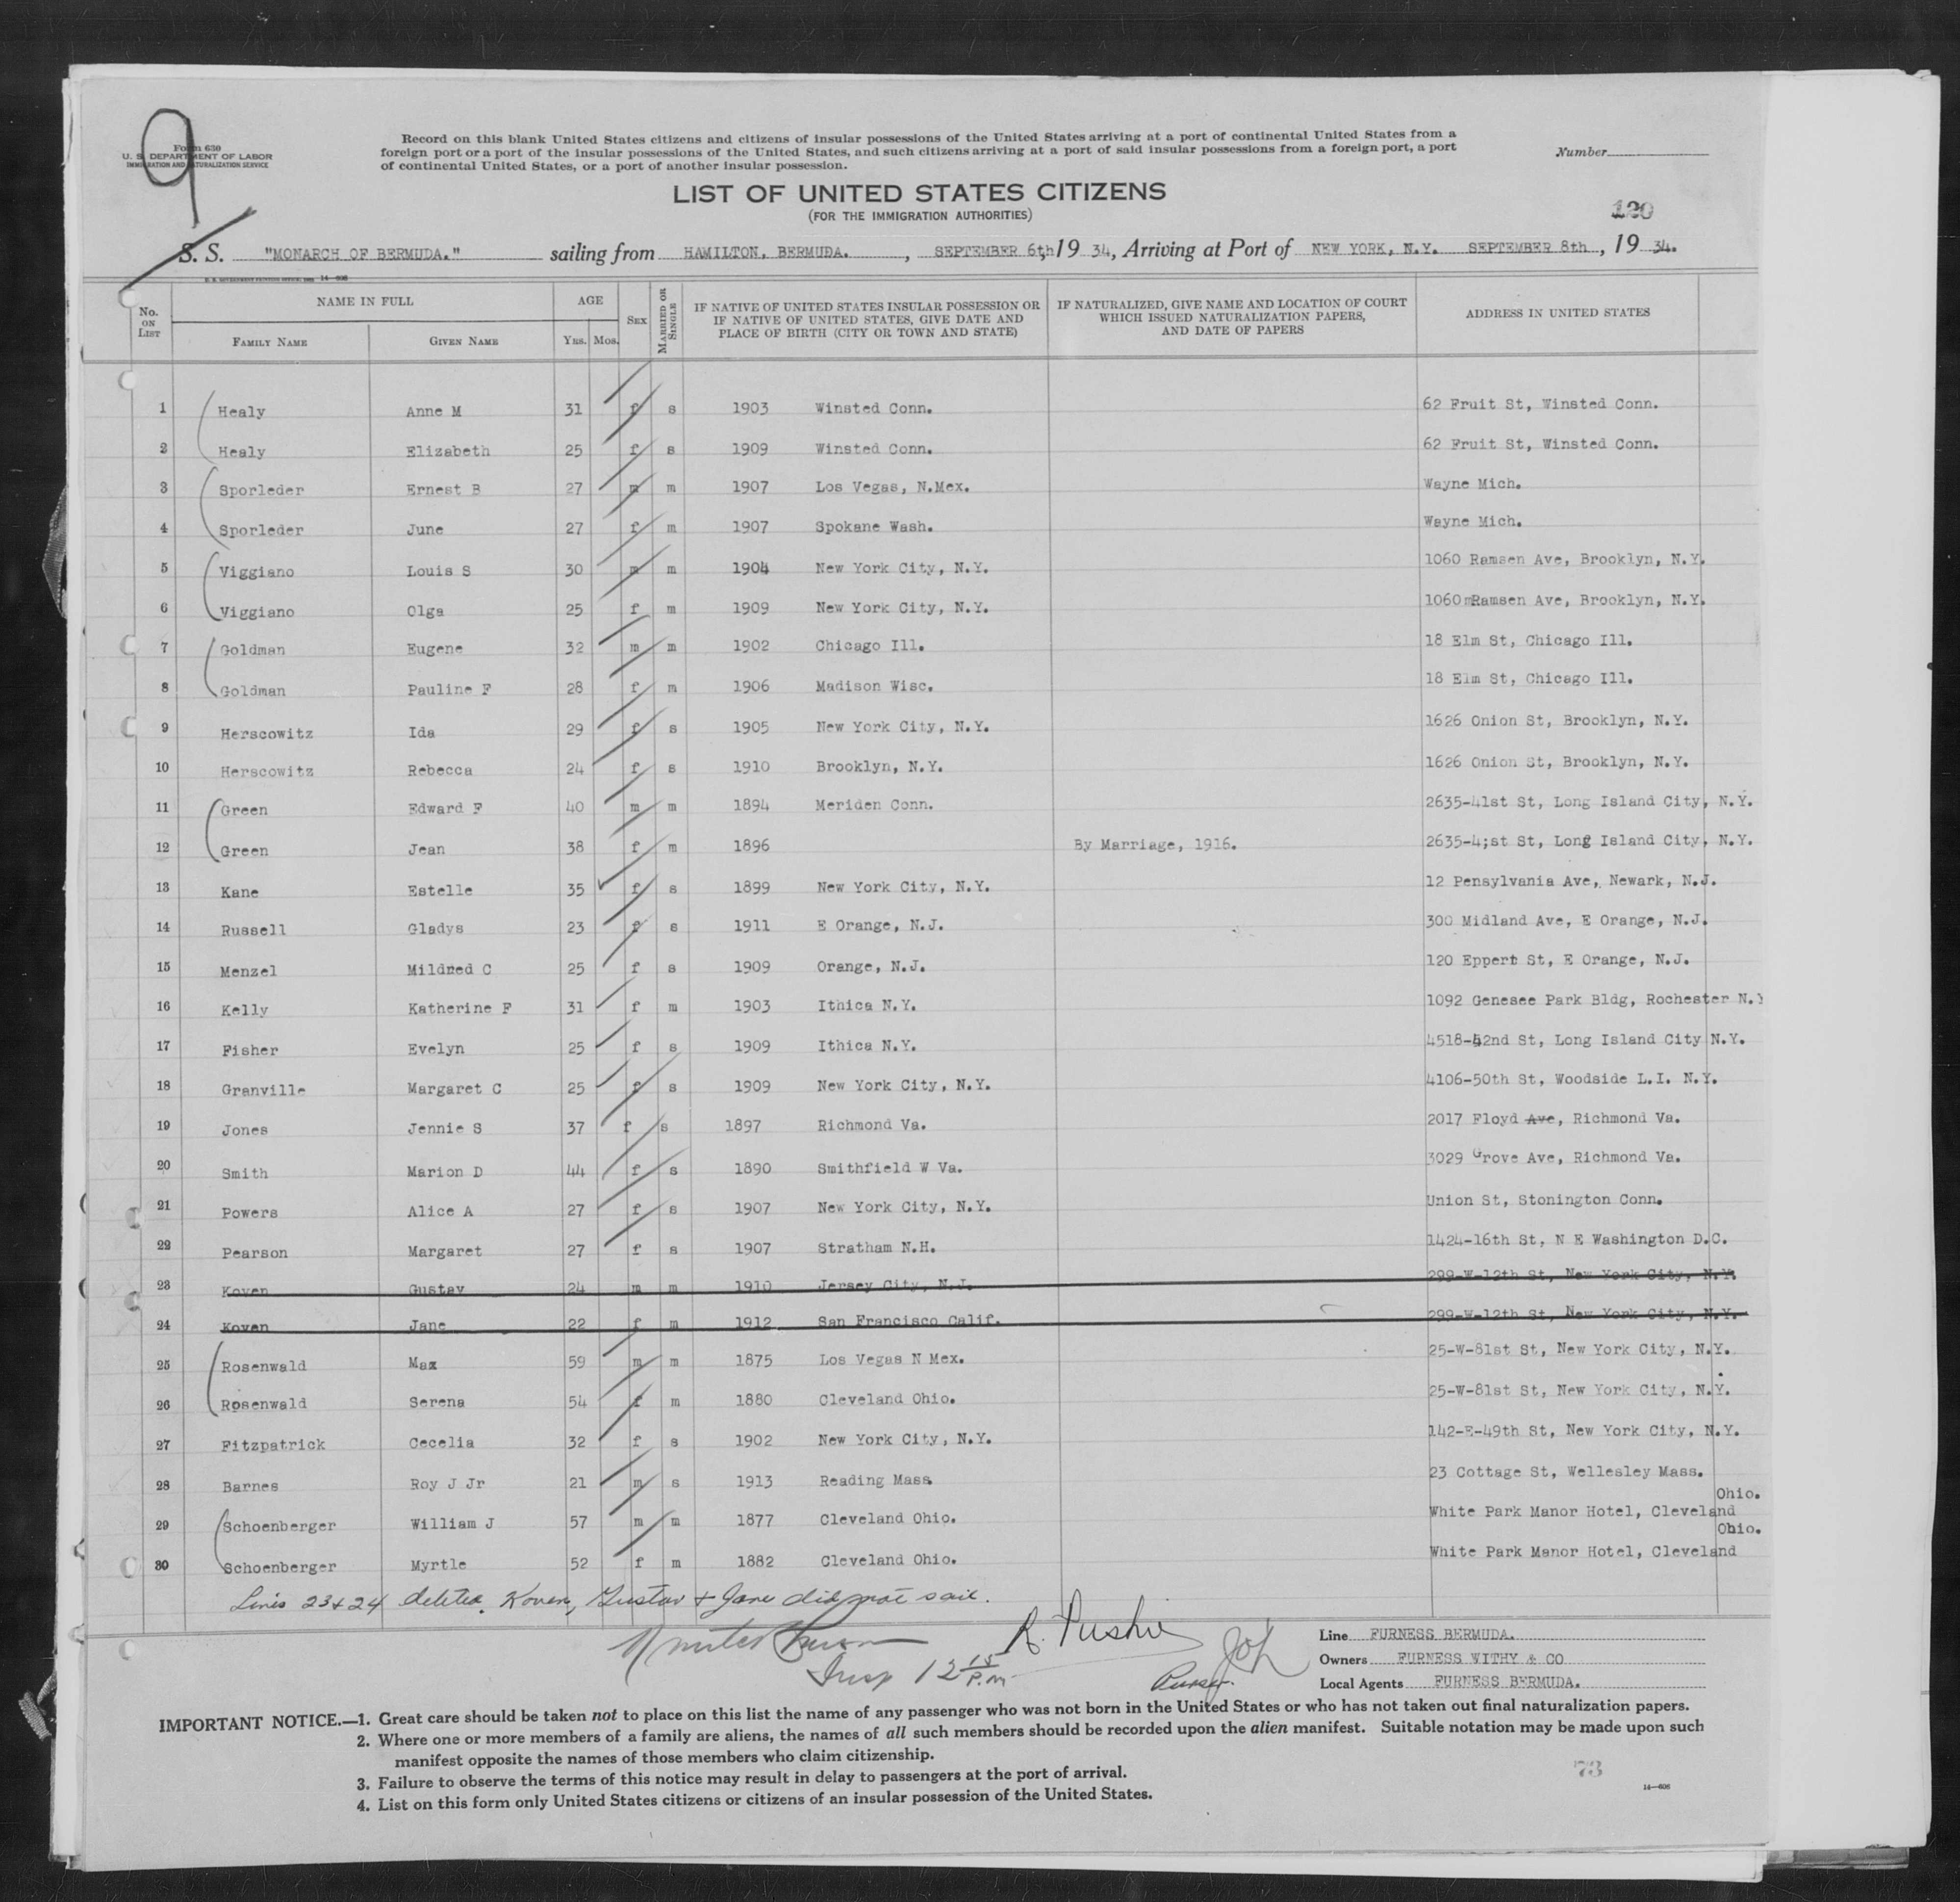 9
Form 630
U. S. DEPARTMENT OF LABOR
IMMIGRATION AND NATURALIZATION SERVICE
Record on this blank United States citizens and citizens of insular possessions of the United States arriving at a port of continental United States from a
foreign port or a port of the insular possessions of the United States, and such citizens arriving at a port of said insular possessions from a foreign port, a port
of continental United States, or a port of another insular possession.
Number
LIST OF UNITED STATES CITIZENS
(FOR THE IMMIGRATION AUTHORITIES)
120
S. S. "MONARCH OF BERMUDA." sailing from HAMILTON, BERMUDA. , SEPTEMBER 6th, 19 34, Arriving at Port of NEW YORK, N.Y. SEPTEMBER 8th , 19 34.
14—608
No. ON LIST NAME IN FULL AGE SEX MARRIED OR SINGLE IF NATIVE OF UNITED STATES INSULAR POSSESSION OR IF NATIVE OF UNITED STATES, GIVE DATE AND PLACE OF BIRTH (CITY OR TOWN AND STATE) IF NATURALIZED, GIVE NAME AND LOCATION OF COURT WHICH ISSUED NATURALIZATION PAPERS, AND DATE OF PAPERS ADDRESS IN UNITED STATES
FAMILY NAME GIVEN NAME YRS. MOS.
1 Healy Anne M 31 f s 1903 Winsted Conn. 62 Fruit St, Winsted Conn.
2 Healy Elizabeth 25 f s 1909 Winsted Conn. 62 Fruit St, Winsted Conn.
3 Sporleder Ernest B 27 m m 1907 Los Vegas, N.Mex. Wayne Mich.
4 Sporleder June 27 f m 1907 Spokane Wash. Wayne Mich.
5 Viggiano Louis S 30 m m 1904 New York City, N.Y. 1060 Ramsen Ave, Brooklyn, N.Y.
6 Viggiano Olga 25 f m 1909 New York City, N.Y. 1060mRamsen Ave, Brooklyn, N.Y.
7 Goldman Eugene 32 m m 1902 Chicago Ill. 18 Elm St, Chicago Ill.
8 Goldman Pauline F 28 f m 1906 Madison Wisc. 18 Elm St, Chicago Ill.
9 Herscowitz Ida 29 f s 1905 New York City, N.Y. 1626 Onion St, Brooklyn, N.Y.
10 Herscowitz Rebecca 24 f s 1910 Brooklyn, N.Y. 1626 Onion St, Brooklyn, N.Y.
11 Green Edward F 40 m m 1894 Meriden Conn. 2635-41st St, Long Island City, N.Y.
12 Green Jean 38 f m 1896 By Marriage, 1916. 2635-4;st St, Long Island City, N.Y.
13 Kane Estelle 35 f s 1899 New York City, N.Y. 12 Pensylvania Ave, Newark, N.J.
14 Russell Gladys 23 f s 1911 E Orange, N.J. 300 Midland Ave, E Orange, N.J.
15 Menzel Mildred C 25 f s 1909 Orange, N.J. 120 Eppert St, E Orange, N.J.
16 Kelly Katherine F 31 f m 1903 Ithica N.Y. 1092 Genesee Park Bldg, Rochester N.Y
17 Fisher Evelyn 25 f s 1909 Ithica N.Y. 4518-42nd St, Long Island City N.Y.
18 Granville Margaret C 25 f s 1909 New York City, N.Y. 4106-50th St, Woodside L.I. N.Y.
19 Jones Jennie S 37 f s 1897 Richmond Va. 2017 Floyd Ave, Richmond Va.
20 Smith Marion D 44 f s 1890 Smithfield W Va. 3029 Grove Ave, Richmond Va.
21 Powers Alice A 27 f s 1907 New York City, N.Y. Union St, Stonington Conn.
22 Pearson Margaret 27 f s 1907 Stratham N.H. 1424-16th St, N E Washington D.C.
23 Koven Gustav 24 m m 1910 Jersey City, N.J. 299-W-12th St, New York City, N.Y.
24 Koven Jane 22 f m 1912 San Francisco Calif. 299-W-12th St, New York City, N.Y.
25 Rosenwald Max 59 m m 1875 Los Vegas N Mex. 25-W-81st St, New York City, N.Y.
26 Rosenwald Serena 54 f m 1880 Cleveland Ohio. 25-W-81st St, New York City, N.Y.
27 Fitzpatrick Cecelia 32 f s 1902 New York City, N.Y. 142-E-49th St, New York City, N.Y.
28 Barnes Roy J Jr 21 m s 1913 Reading Mass. 23 Cottage St, Wellesley Mass.
29 Schoenberger William J 57 m m 1877 Cleveland Ohio. White Park Manor Hotel, Cleveland Ohio.
30 Schoenberger Myrtle 52 f m 1882 Cleveland Ohio. White Park Manor Hotel, Cleveland Ohio.
Lines 23 + 24 deleted. Koven, Gustav + Jane did not sail.
R. Pushie
Insp 12 15 P.m
Purser.
Line FURNESS BERMUDA.
Owners FURNESS WITHY & CO
Local Agents FURNESS BERMUDA.
IMPORTANT NOTICE.—1. Great care should be taken not to place on this list the name of any passenger who was not born in the United States or who has not taken out final naturalization papers.
2. Where one or more members of a family are aliens, the names of all such members should be recorded upon the alien manifest. Suitable notation may be made upon such
manifest opposite the names of those members who claim citizenship.
3. Failure to observe the terms of this notice may result in delay to passengers at the port of arrival.
4. List on this form only United States citizens or citizens of an insular possession of the United States.
73
14—608